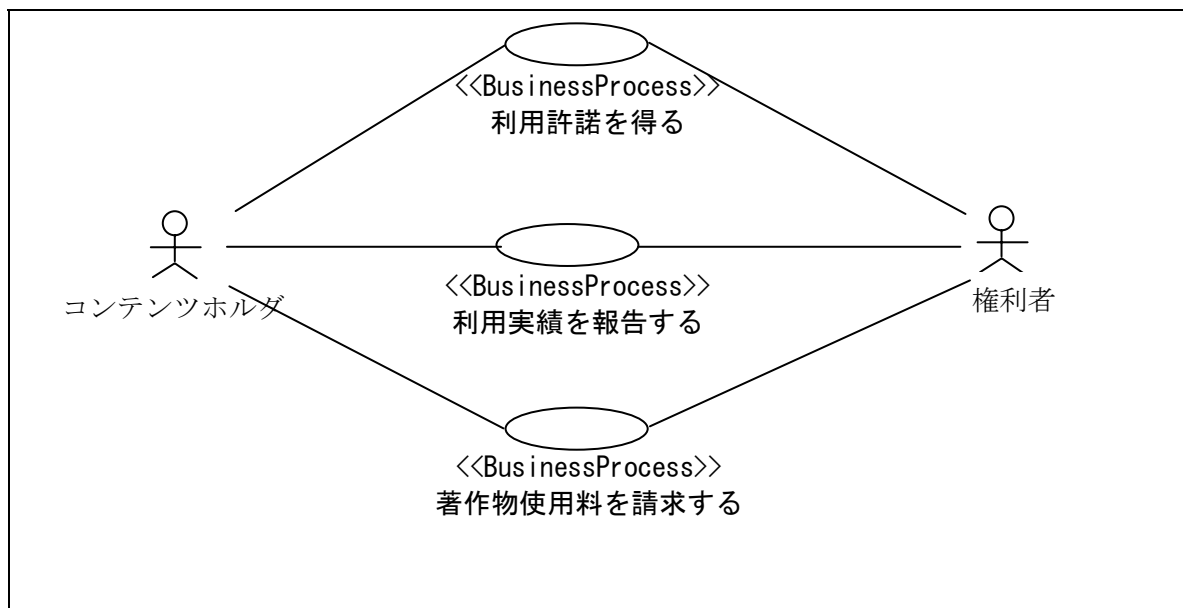 <<BusinessProcess>>
利用許諾を得る
<<BusinessProcess>>
利用実績を報告する
コンテンツホルダ
権利者
<<BusinessProcess>>
著作物使用料を請求する